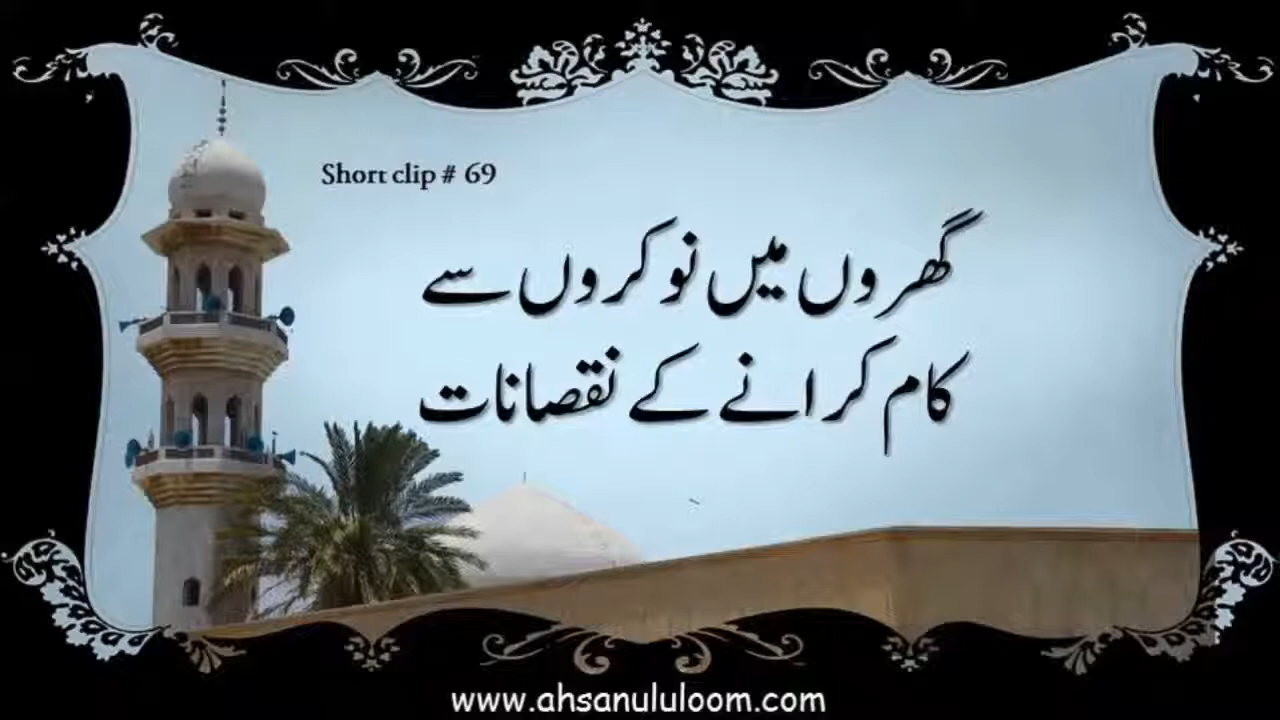 Short clip # 69
گھروں میں نوکروں سے
کام کرانے کے نقصانات
www.ahsanululoom.com